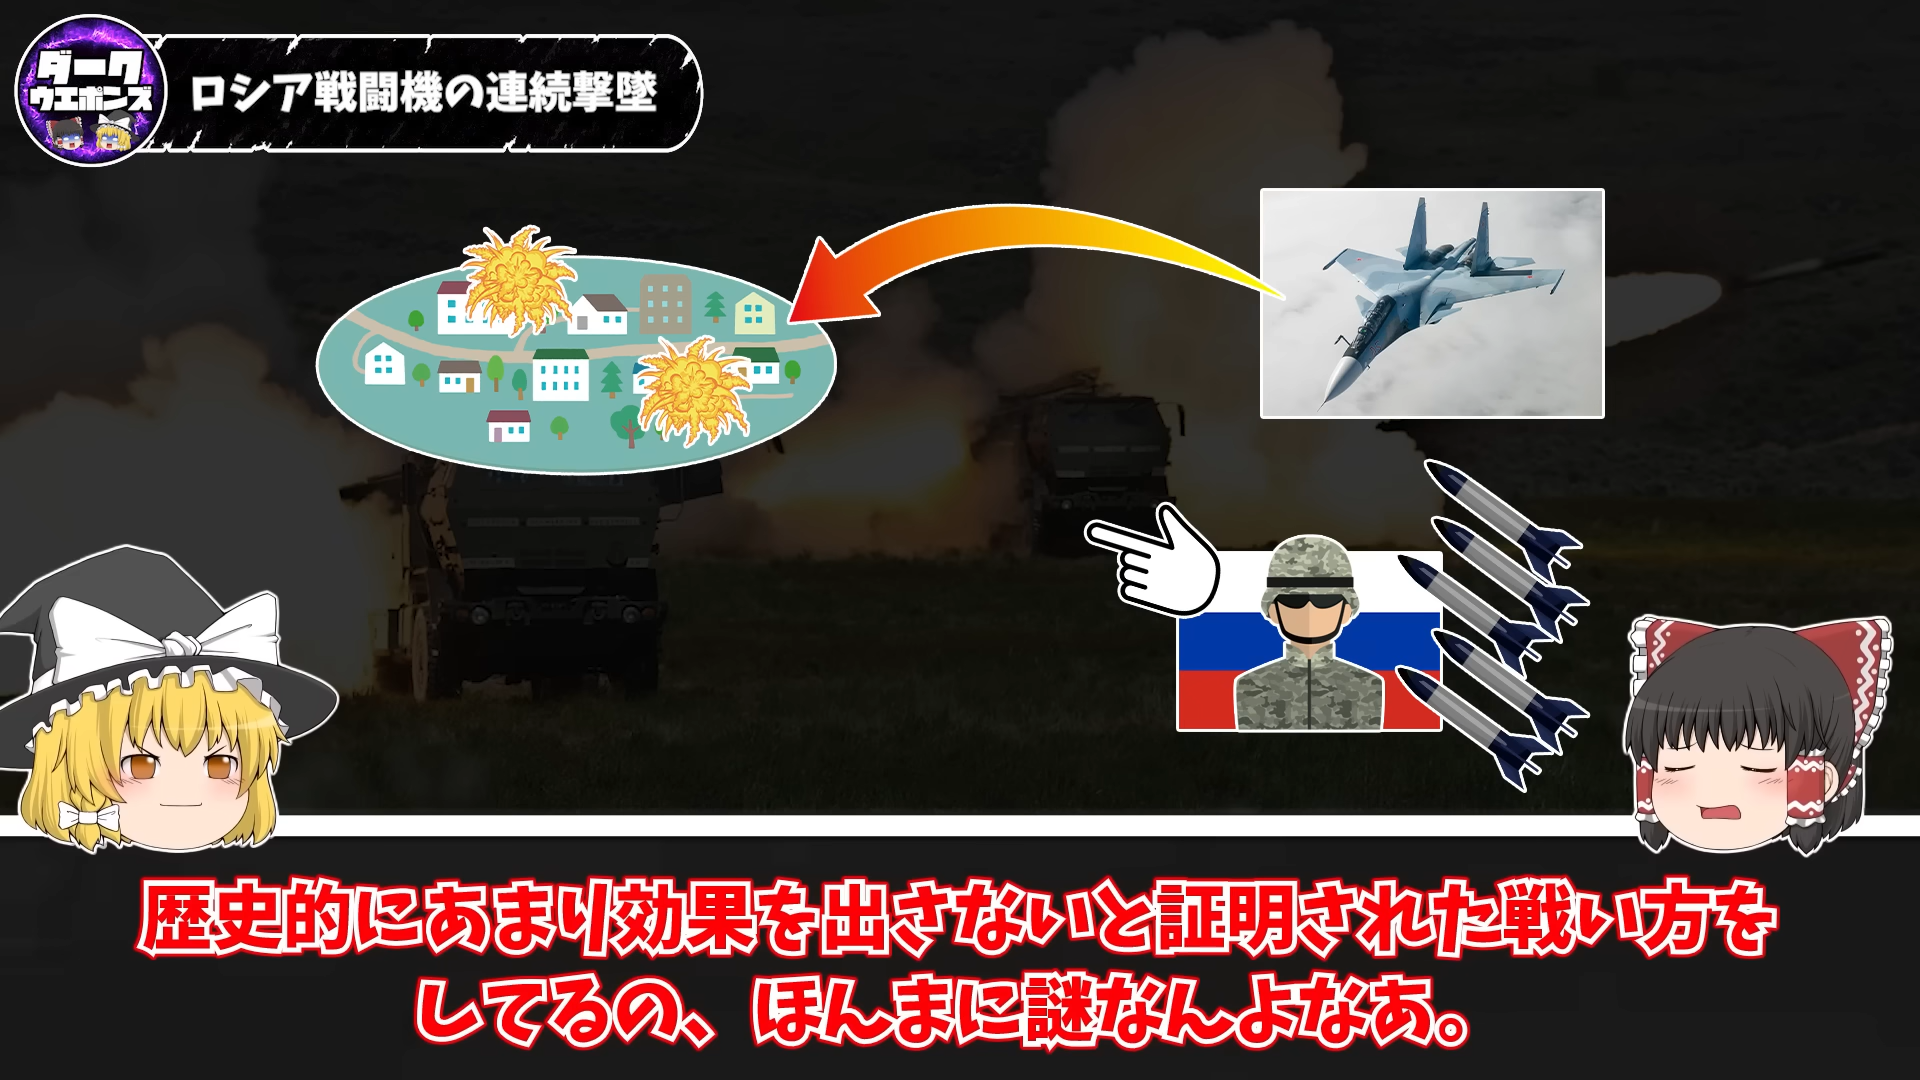 ダーク
ウエポンズ
ロシア戦闘機の連続撃墜
歴史的にあまり効果を出さないと証明された戦い方を
してるの、ほんまに謎なんよなあ。